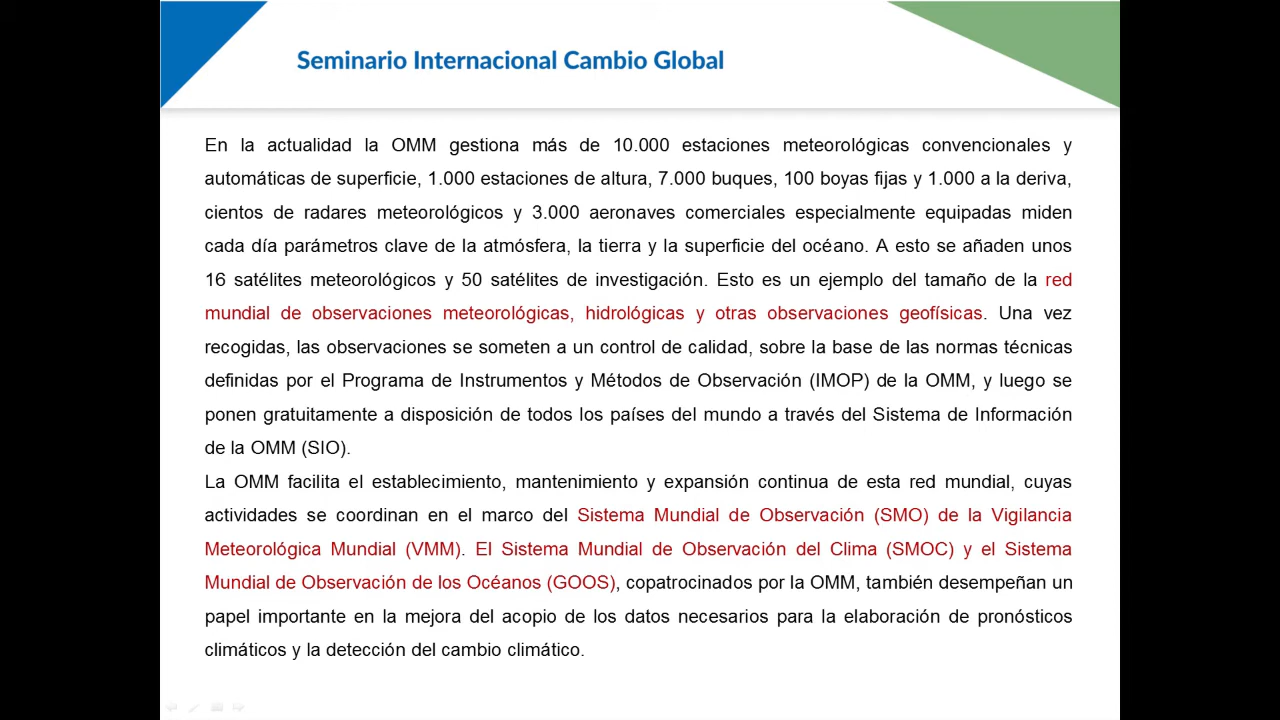 Seminario Internacional Cambio Global
En la actualidad la OMM gestiona más de 10.000 estaciones meteorológicas convencionales y
automáticas de superficie, 1.000 estaciones de altura, 7.000 buques, 100 boyas fijas y 1.000 a la deriva,
cientos de radares meteorológicos y 3.000 aeronaves comerciales especialmente equipadas miden
cada día parámetros clave de la atmósfera, la tierra y la superficie del océano. A esto se añaden unos
16 satélites meteorológicos y 50 satélites de investigación. Esto es un ejemplo del tamaño de la red
mundial de observaciones meteorológicas, hidrológicas y otras observaciones geofísicas. Una vez
recogidas, las observaciones se someten a un control de calidad, sobre la base de las normas técnicas
definidas por el Programa de Instrumentos y Métodos de Observación (IMOP) de la OMM, y luego se
ponen gratuitamente a disposición de todos los países del mundo a través del Sistema de Información
de la OMM (SIO).
La OMM facilita el establecimiento, mantenimiento y expansión continua de esta red mundial, cuyas
actividades se coordinan en el marco del Sistema Mundial de Observación (SMO) de la Vigilancia
Meteorológica Mundial (VMM). El Sistema Mundial de Observación del Clima (SMOC) y el Sistema
Mundial de Observación de los Océanos (GOOS), copatrocinados por la OMM, también desempeñan un
papel importante en la mejora del acopio de los datos necesarios para la elaboración de pronósticos
climáticos y la detección del cambio climático.